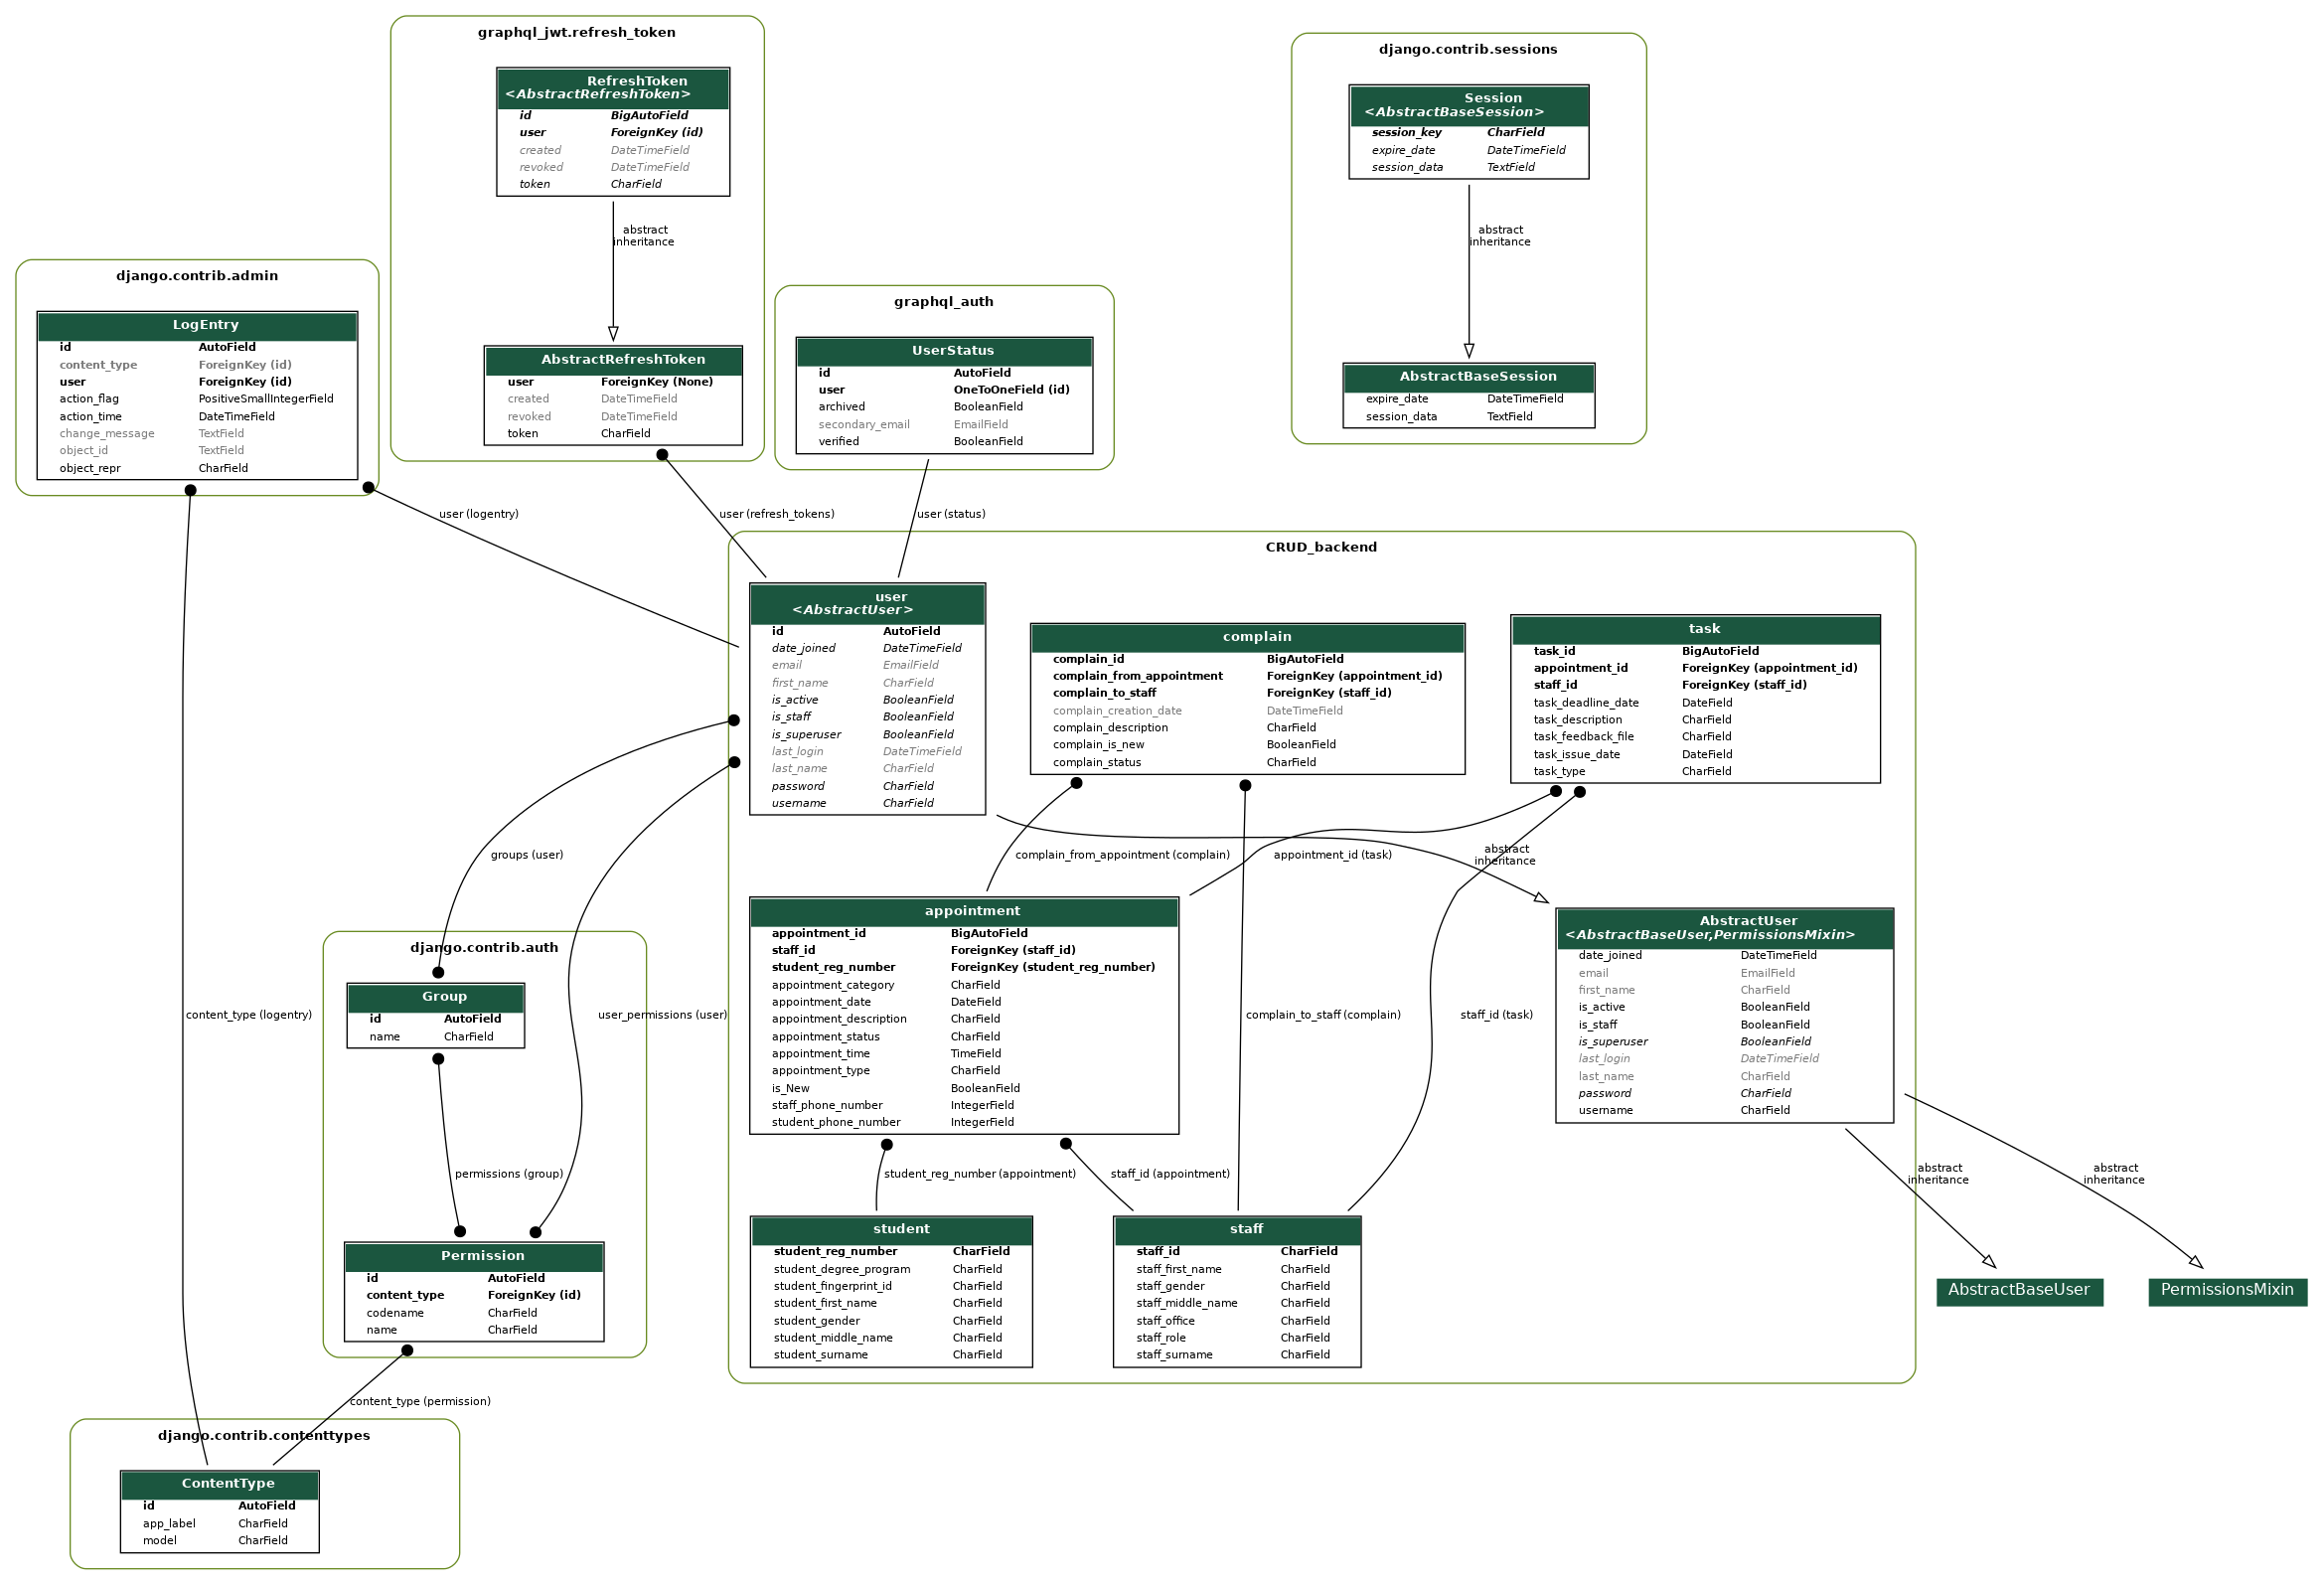 graphql_jwt.refresh_token
RefreshToken
<AbstractRefreshToken>
id BigAutoField
user ForeignKey (id)
created DateTimeField
revoked DateTimeField
token CharField
abstract
inheritance
AbstractRefreshToken
user ForeignKey (None)
created DateTimeField
revoked DateTimeField
token CharField
django.contrib.sessions
Session
<AbstractBaseSession>
session_key CharField
expire_date DateTimeField
session_data TextField
abstract
inheritance
AbstractBaseSession
expire_date DateTimeField
session_data TextField
django.contrib.admin
LogEntry
id AutoField
content_type ForeignKey (id)
user ForeignKey (id)
action_flag PositiveSmallIntegerField
action_time DateTimeField
change_message TextField
object_id TextField
object_repr CharField
graphql_auth
UserStatus
id AutoField
user OneToOneField (id)
archived BooleanField
secondary_email EmailField
verified BooleanField
user (logentry)
user (refresh_tokens)
user (status)
CRUD_backend
user
<AbstractUser>
id AutoField
date_joined DateTimeField
email EmailField
first_name CharField
is_active BooleanField
is_staff BooleanField
is_superuser BooleanField
last_login DateTimeField
last_name CharField
password CharField
username CharField
complain
complain_id BigAutoField
complain_from_appointment ForeignKey (appointment_id)
complain_to_staff ForeignKey (staff_id)
complain_creation_date DateTimeField
complain_description CharField
complain_is_new BooleanField
complain_status CharField
task
task_id BigAutoField
appointment_id ForeignKey (appointment_id)
staff_id ForeignKey (staff_id)
task_deadline_date DateField
task_description CharField
task_feedback_file CharField
task_issue_date DateField
task_type CharField
groups (user)
complain_from_appointment (complain)
appointment_id (task)
abstract
inheritance
appointment
appointment_id BigAutoField
staff_id ForeignKey (staff_id)
student_reg_number ForeignKey (student_reg_number)
appointment_category CharField
appointment_date DateField
appointment_description CharField
appointment_status CharField
appointment_time TimeField
appointment_type CharField
is_New BooleanField
staff_phone_number IntegerField
student_phone_number IntegerField
AbstractUser
<AbstractBaseUser,PermissionsMixin>
date_joined DateTimeField
email EmailField
first_name CharField
is_active BooleanField
is_staff BooleanField
is_superuser BooleanField
last_login DateTimeField
last_name CharField
password CharField
username CharField
django.contrib.auth
Group
id AutoField
name CharField
content_type (logentry)
user_permissions (user)
complain_to_staff (complain)
staff_id (task)
permissions (group)
student_reg_number (appointment)
staff_id (appointment)
abstract
inheritance
abstract
inheritance
Permission
id AutoField
content_type ForeignKey (id)
codename CharField
name CharField
student
student_reg_number CharField
student_degree_program CharField
student_fingerprint_id CharField
student_first_name CharField
student_gender CharField
student_middle_name CharField
student_surname CharField
staff
staff_id CharField
staff_first_name CharField
staff_gender CharField
staff_middle_name CharField
staff_office CharField
staff_role CharField
staff_surname CharField
AbstractBaseUser
PermissionsMixin
content_type (permission)
django.contrib.contenttypes
ContentType
id AutoField
app_label CharField
model CharField